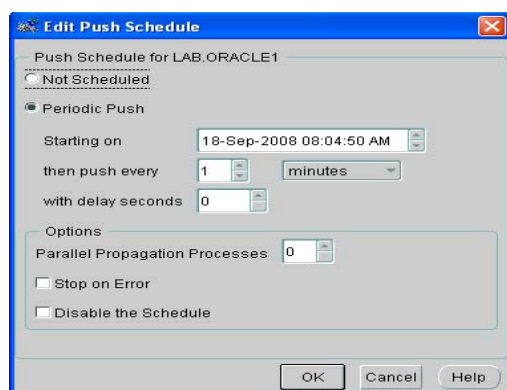 Edit Push Schedule
Push Schedule for LAB.ORACLE1
Not Scheduled
Periodic Push
Starting on 18-Sep-2008 08:04:50 AM
then push every 1 minutes
with delay seconds 0
Options
Parallel Propagation Processes 0
Stop on Error
Disable the Schedule
OK Cancel Help